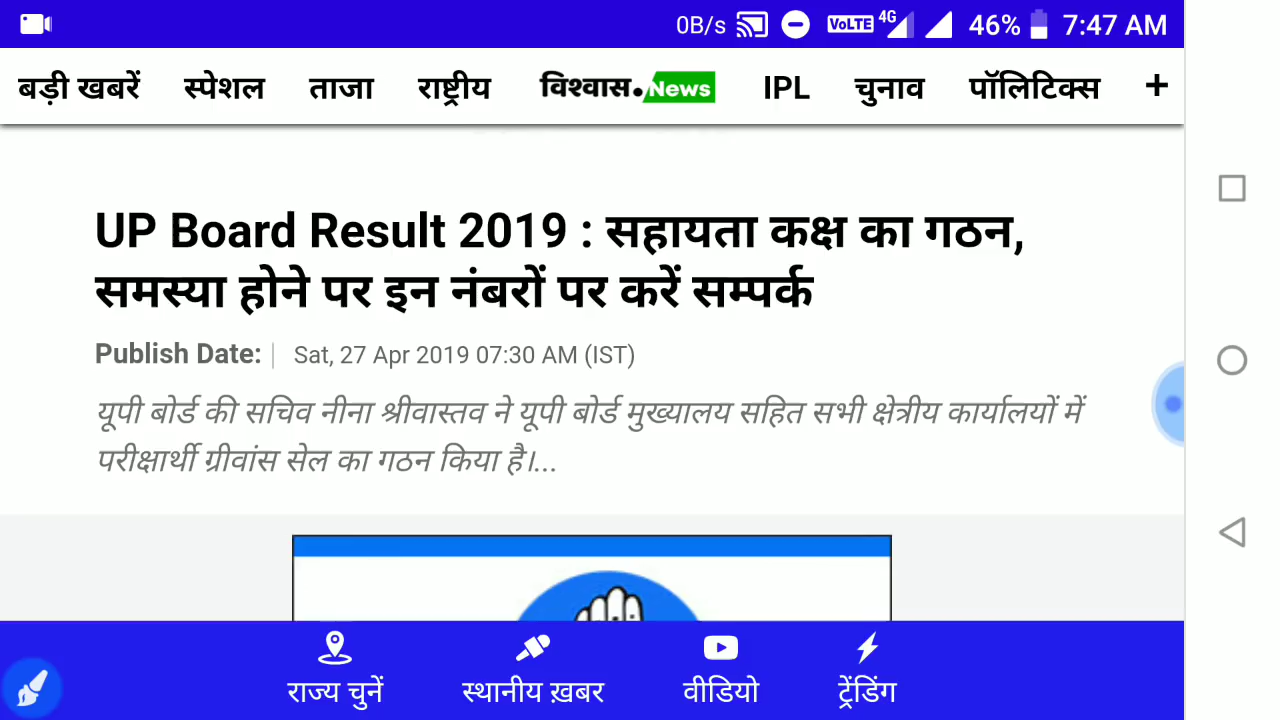 0B/s VoLTE 4G 46% 7:47 AM
बड़ी खबरें स्पेशल ताजा राष्ट्रीय विश्वास.News IPL चुनाव पॉलिटिक्स +
UP Board Result 2019 : सहायता कक्ष का गठन,
समस्या होने पर इन नंबरों पर करें सम्पर्क
Publish Date: | Sat, 27 Apr 2019 07:30 AM (IST)
यूपी बोर्ड की सचिव नीना श्रीवास्तव ने यूपी बोर्ड मुख्यालय सहित सभी क्षेत्रीय कार्यालयों में
परीक्षार्थी ग्रीवांस सेल का गठन किया है।...
राज्य चुनें स्थानीय ख़बर वीडियो ट्रेंडिंग